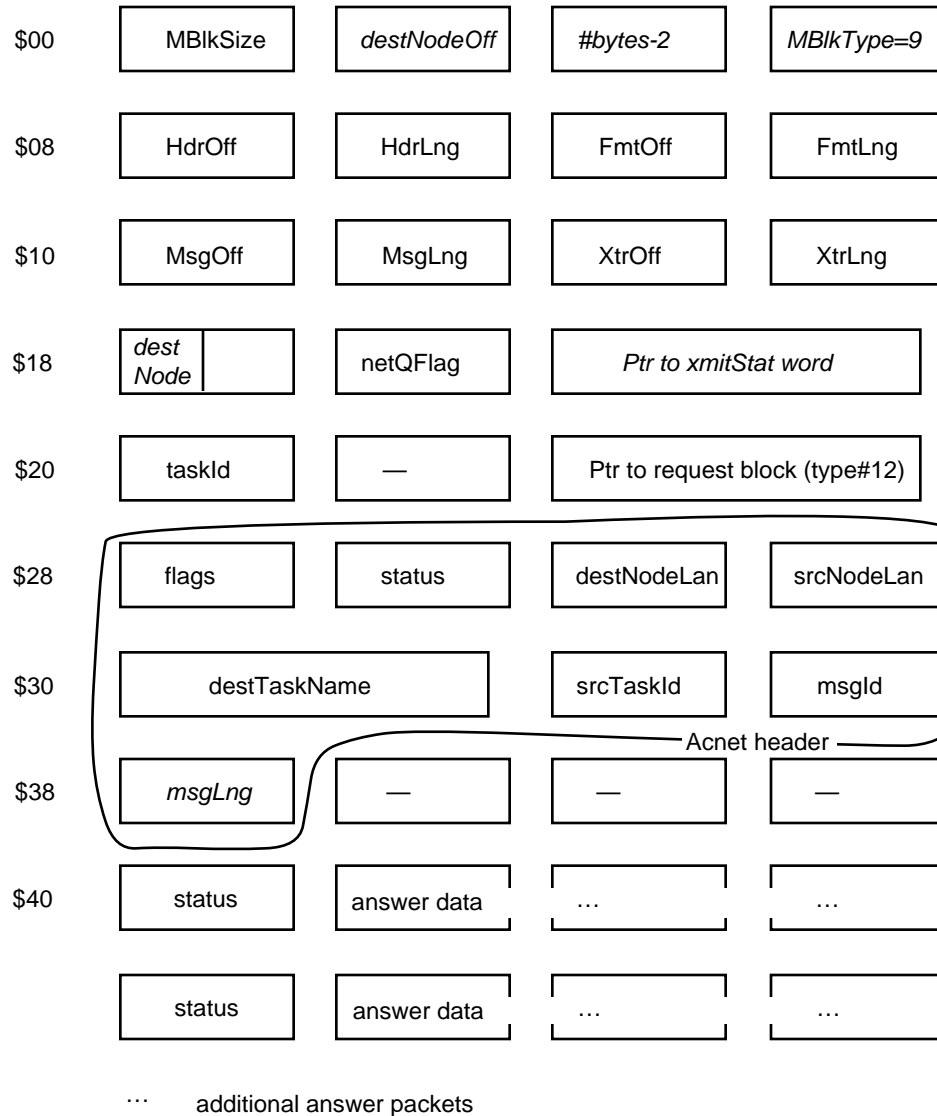 $00 MBlkSize destNodeOff #bytes-2 MBlkType=9
$08 HdrOff HdrLng FmtOff FmtLng
$10 MsgOff MsgLng XtrOff XtrLng
$18 dest Node netQFlag Ptr to xmitStat word
$20 taskId — Ptr to request block (type#12)
$28 flags status destNodeLan srcNodeLan
$30 destTaskName srcTaskId msgId
Acnet header
$38 msgLng — — —
$40 status answer data … …
status answer data … …
… additional answer packets